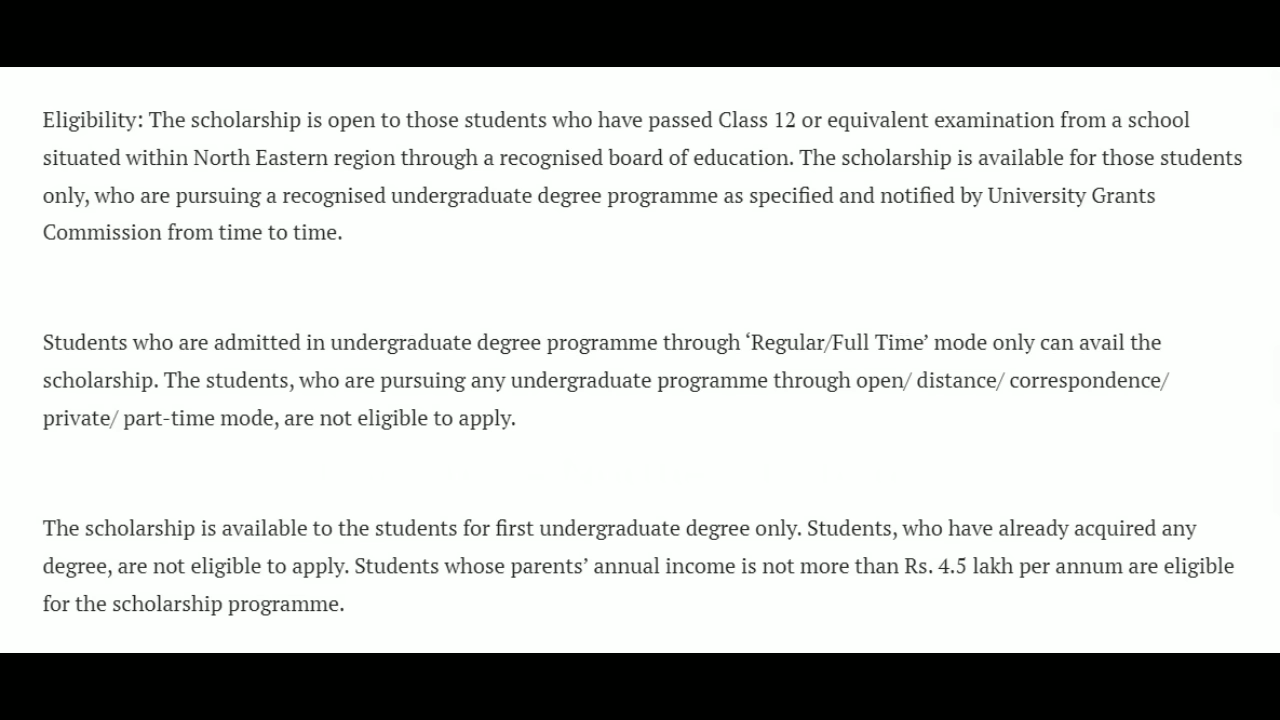 Eligibility: The scholarship is open to those students who have passed Class 12 or equivalent examination from a school
situated within North Eastern region through a recognised board of education. The scholarship is available for those students
only, who are pursuing a recognised undergraduate degree programme as specified and notified by University Grants
Commission from time to time.
Students who are admitted in undergraduate degree programme through ‘Regular/Full Time’ mode only can avail the
scholarship. The students, who are pursuing any undergraduate programme through open/ distance/ correspondence/
private/ part-time mode, are not eligible to apply.
The scholarship is available to the students for first undergraduate degree only. Students, who have already acquired any
degree, are not eligible to apply. Students whose parents’ annual income is not more than Rs. 4.5 lakh per annum are eligible
for the scholarship programme.